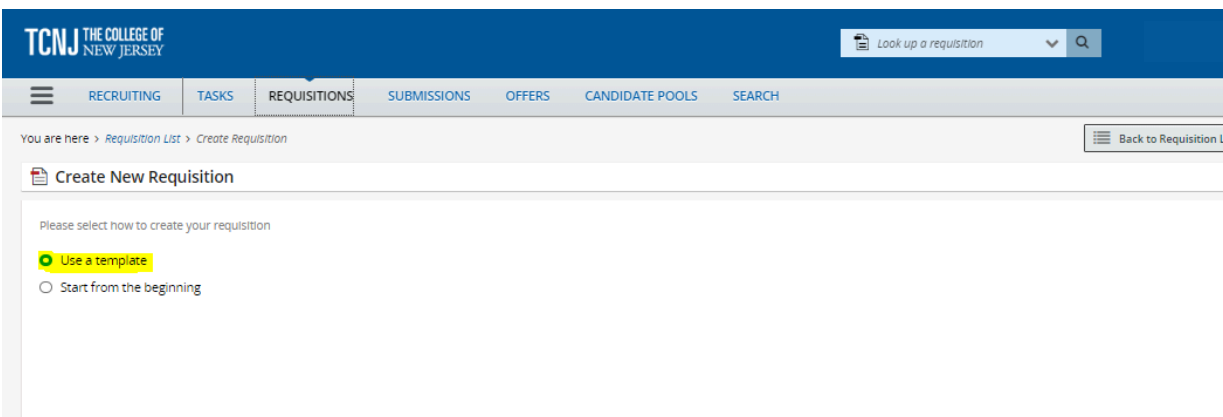 TCNJ THE COLLEGE OF
NEW JERSEY
Look up a requisition
RECRUITING TASKS REQUISITIONS SUBMISSIONS OFFERS CANDIDATE POOLS SEARCH
You are here > Requisition List > Create Requisition
Back to Requisition L
Create New Requisition
Please select how to create your requisition
Use a template
Start from the beginning